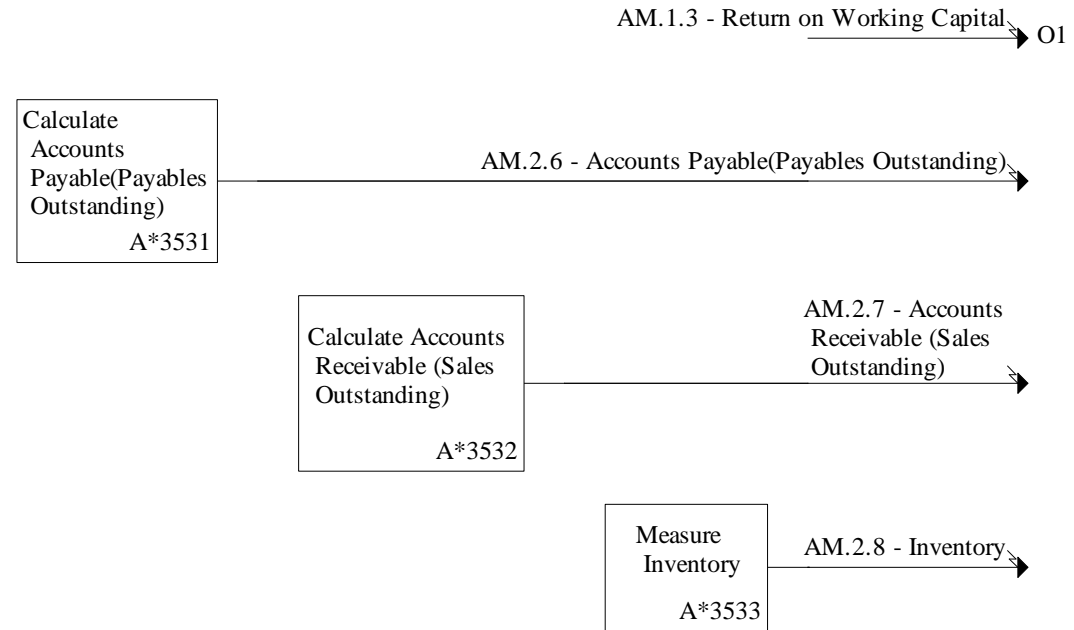 AM.1.3 - Return on Working Capital
O1
Calculate
Accounts
Payable(Payables
Outstanding)
A*3531
AM.2.6 - Accounts Payable(Payables Outstanding)
Calculate Accounts
Receivable (Sales
Outstanding)
A*3532
AM.2.7 - Accounts
Receivable (Sales
Outstanding)
Measure
Inventory
A*3533
AM.2.8 - Inventory